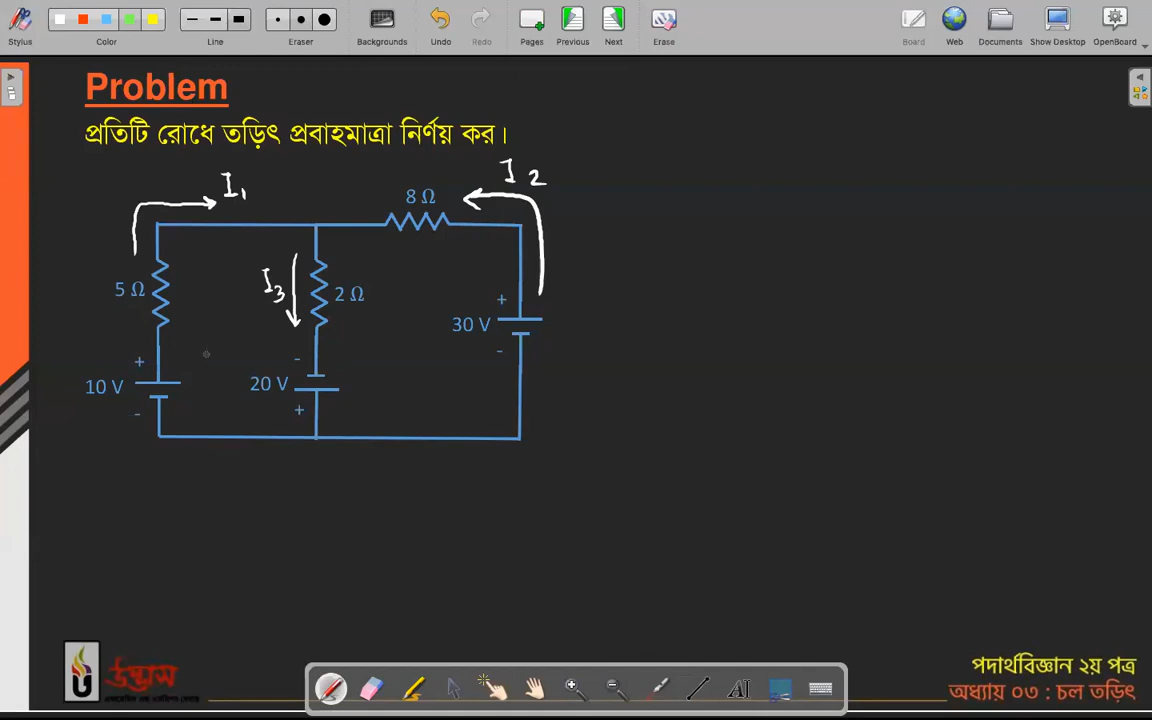 Stylus Color Line Eraser Backgrounds Undo Redo Pages Previous Next Erase Board Web Documents Show Desktop OpenBoard
Problem
প্রতিটি রোধে তড়িৎ প্রবাহমাত্রা নির্ণয় কর।
I₁
I₂
8 Ω
I₃
5 Ω
2 Ω
+
30 V
-
+
10 V
-
-
20 V
+
উদ্ভাস
পদার্থবিজ্ঞান ২য় পত্র
অধ্যায় ০৩ : চল তড়িৎ